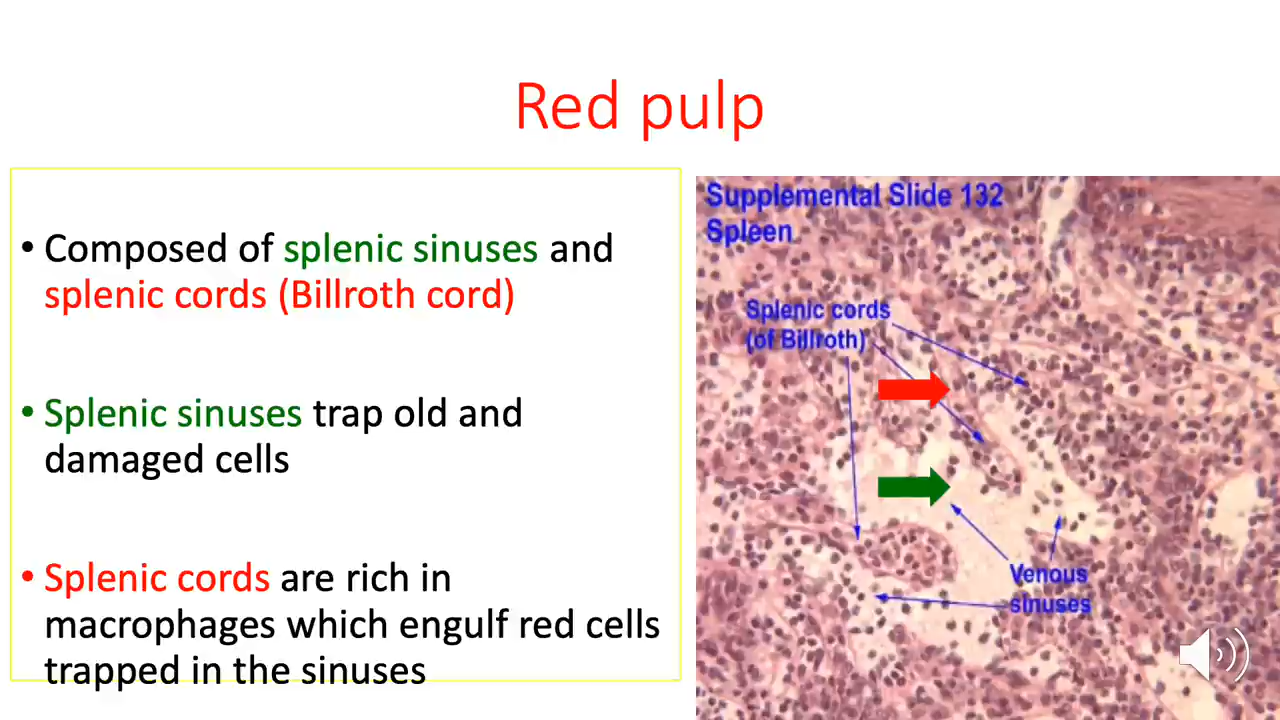 Red pulp
• Composed of splenic sinuses and
splenic cords (Billroth cord)
• Splenic sinuses trap old and
damaged cells
• Splenic cords are rich in
macrophages which engulf red cells
trapped in the sinuses
Supplemental Slide 132
Spleen
Splenic cords
(of Billroth)
Venous
sinuses